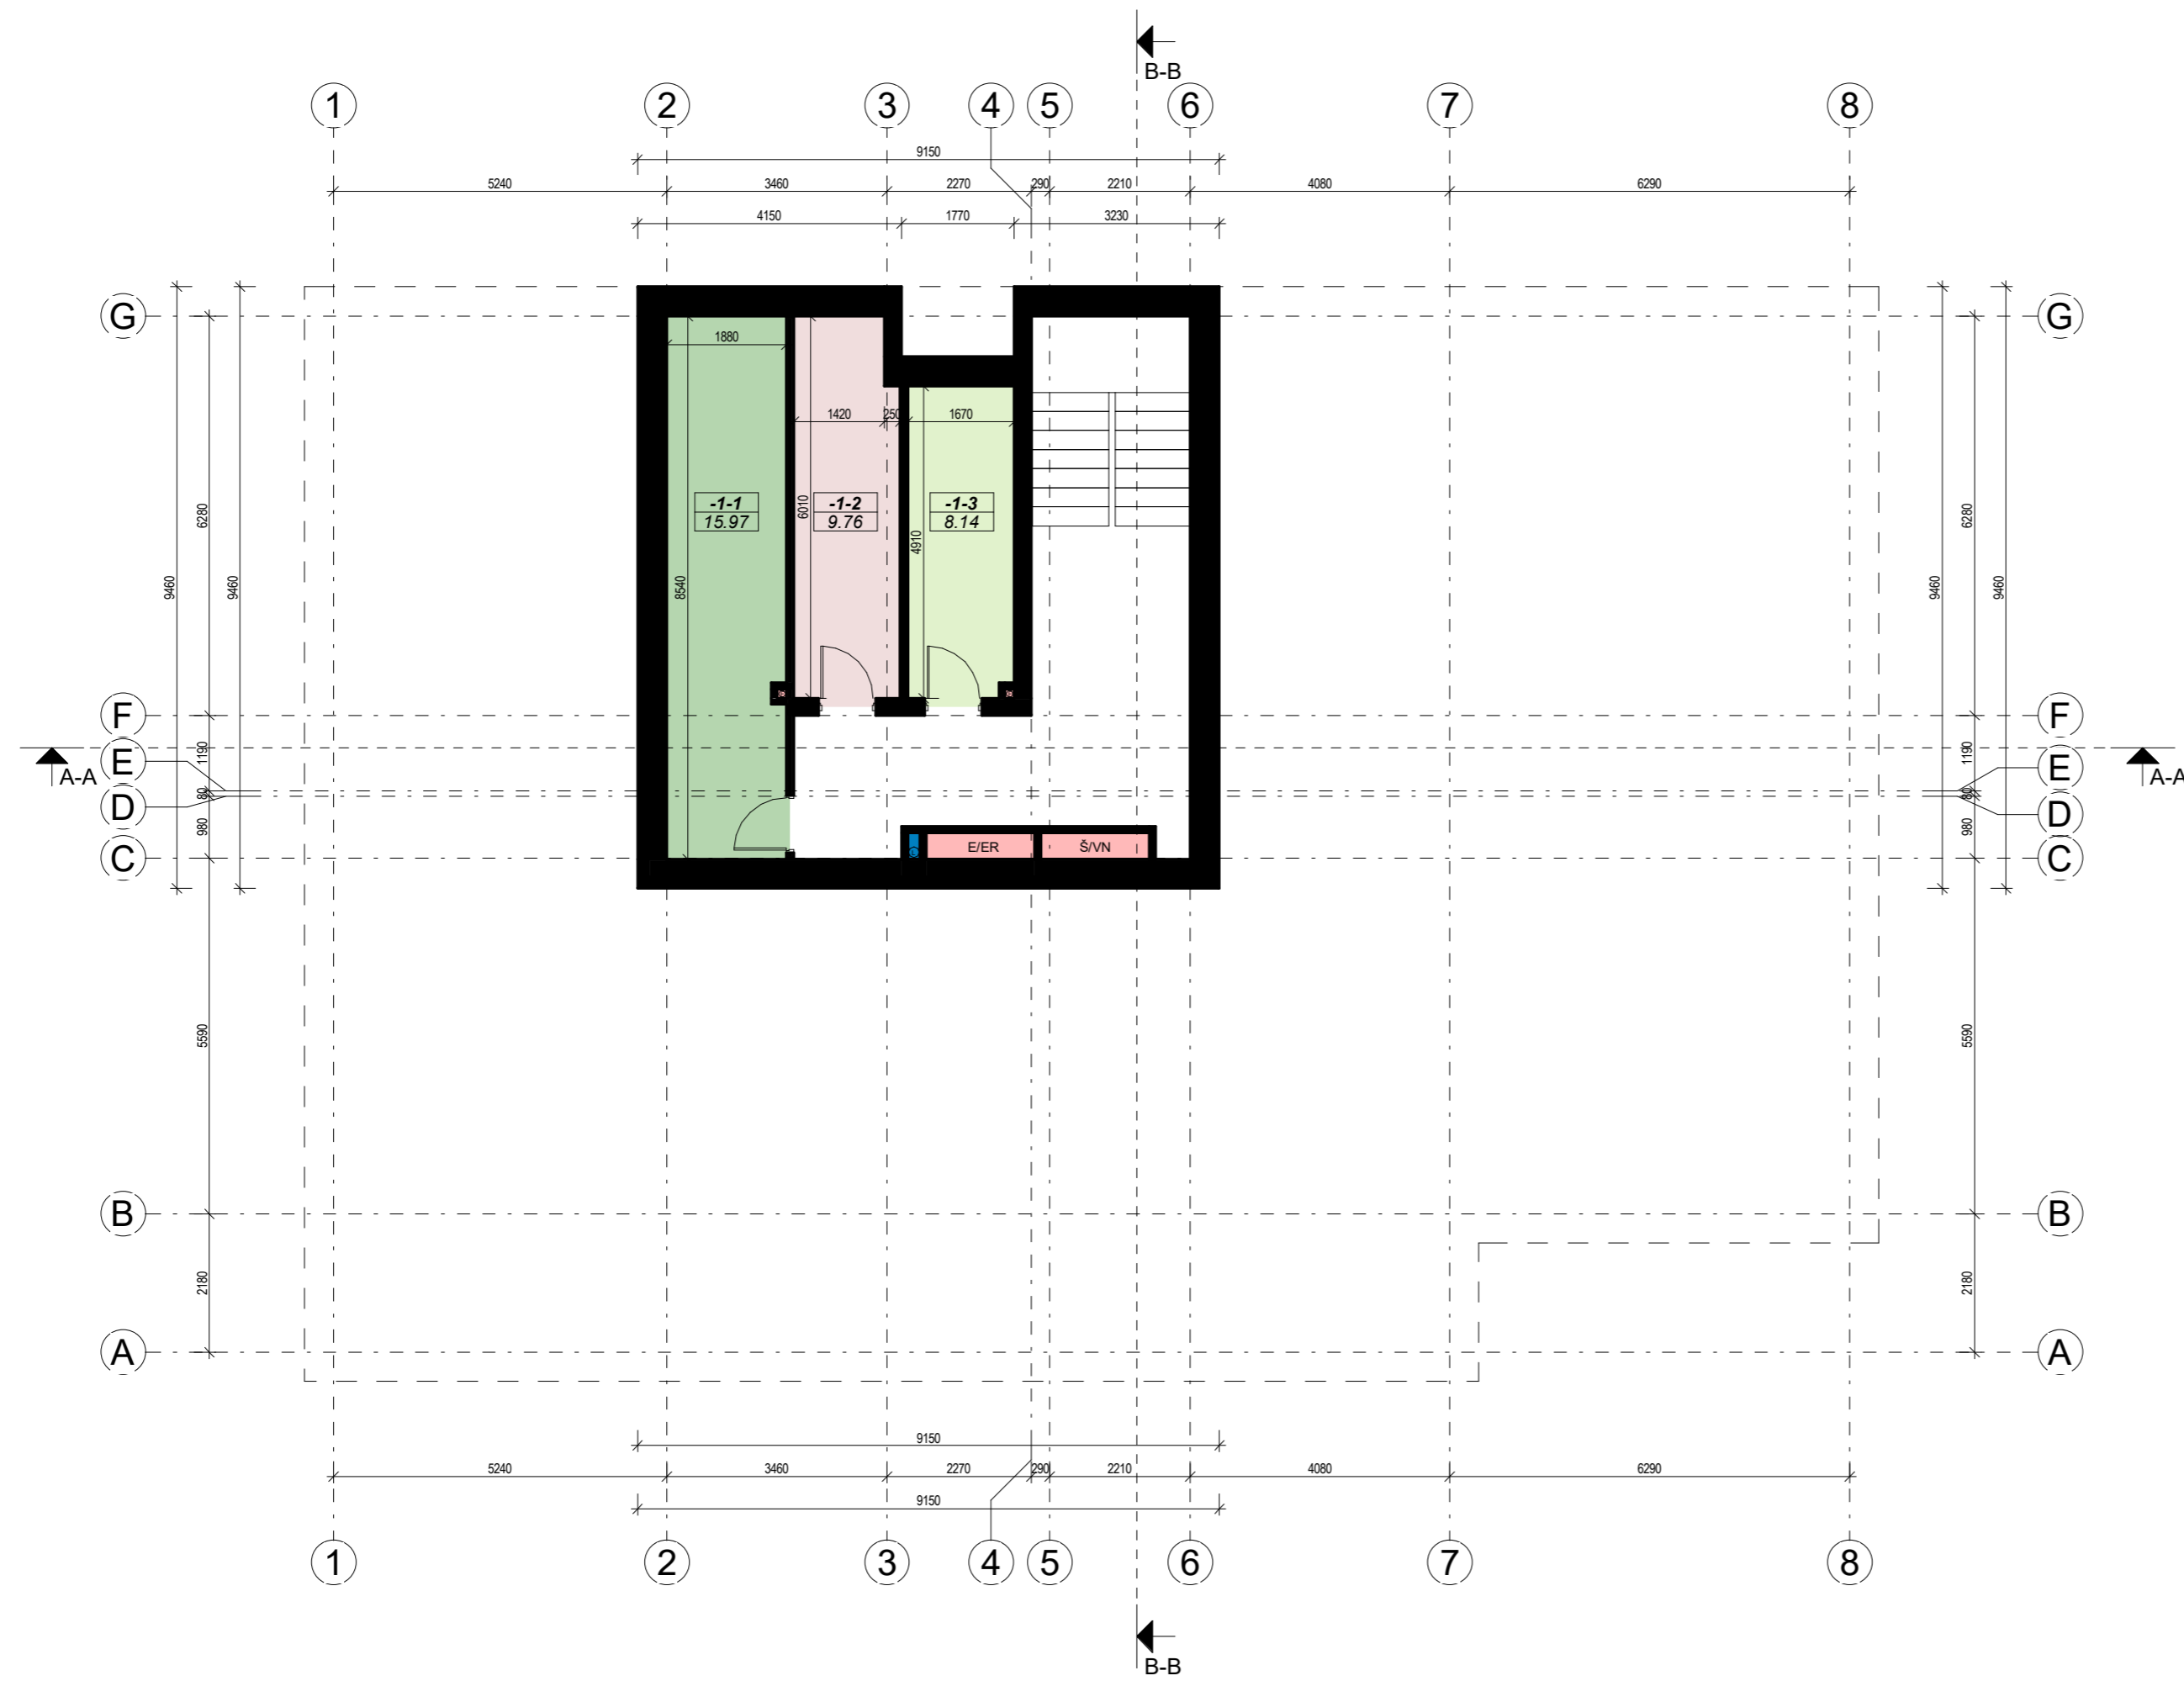 B-B
1 2 3 4 5 6 7 8
9150
5240 3460 2270 290 2210 4080 6290
4150 1770 3230
G G
1880
1420 250 1670
-1-1 -1-2 -1-3
15.97 9.76 8.14
6010
4910
8540
6280 6280
9460 9460 9460 9460
F F
1190 1190
A-A E E A-A
80 80
D D
980 980
C C
E/ER Š/VN
5590 5590
B B
2180 2180
A A
9150
5240 3460 2270 290 2210 4080 6290
9150
1 2 3 4 5 6 7 8
B-B